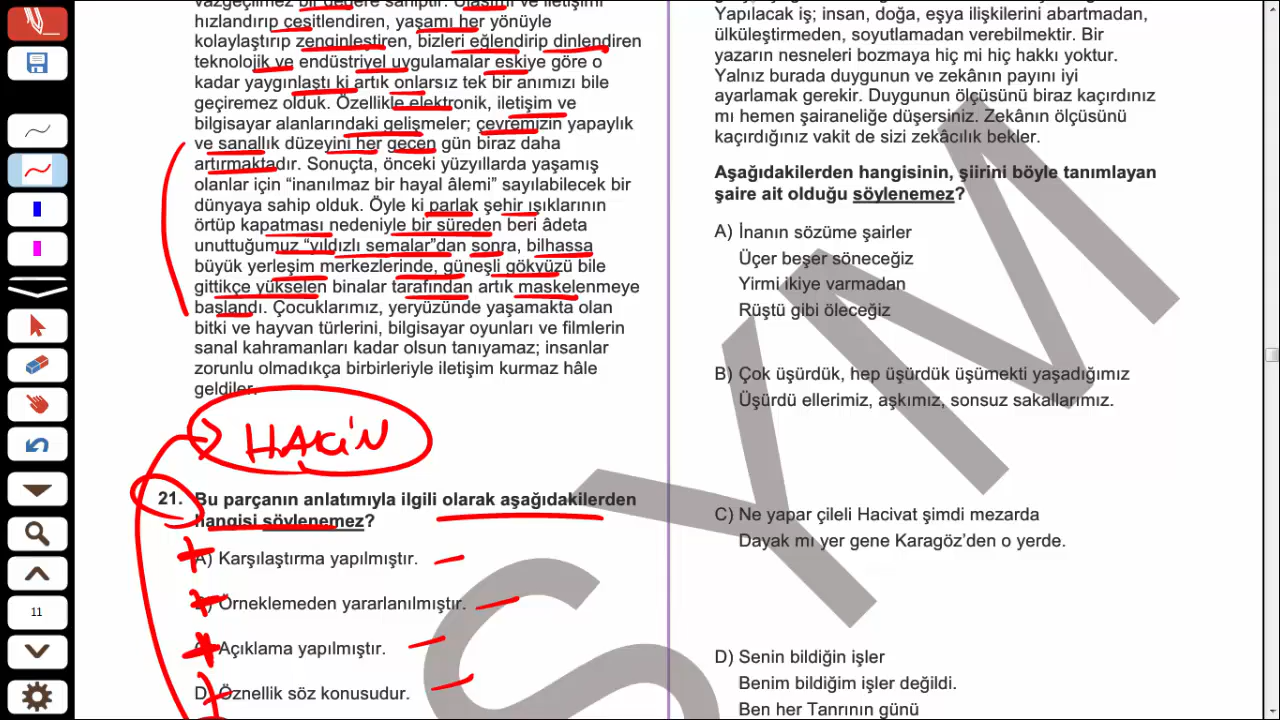 vazgeçilmez bir değere sahiptir. Ulaşımı ve iletişimi
hızlandırıp çeşitlendiren, yaşamı her yönüyle
kolaylaştırıp zenginleştiren, bizleri eğlendirip dinlendiren
teknolojik ve endüstriyel uygulamalar eskiye göre o
kadar yaygınlaştı ki artık onlarsız tek bir anımızı bile
geçiremez olduk. Özellikle elektronik, iletişim ve
bilgisayar alanlarındaki gelişmeler; çevremizin yapaylık
ve sanallık düzeyini her geçen gün biraz daha
artırmaktadır. Sonuçta, önceki yüzyıllarda yaşamış
olanlar için “inanılmaz bir hayal âlemi” sayılabilecek bir
dünyaya sahip olduk. Öyle ki parlak şehir ışıklarının
örtüp kapatması nedeniyle bir süreden beri âdeta
unuttuğumuz “yıldızlı semalar”dan sonra, bilhassa
büyük yerleşim merkezlerinde, güneşli gökyüzü bile
gittikçe yükselen binalar tarafından artık maskelenmeye
başlandı. Çocuklarımız, yeryüzünde yaşamakta olan
bitki ve hayvan türlerini, bilgisayar oyunları ve filmlerin
sanal kahramanları kadar olsun tanıyamaz; insanlar
zorunlu olmadıkça birbirleriyle iletişim kurmaz hâle
geldiler.
HAKİN
21. Bu parçanın anlatımıyla ilgili olarak aşağıdakilerden
hangisi söylenemez?
A) Karşılaştırma yapılmıştır.
B) Örneklemeden yararlanılmıştır.
C) Açıklama yapılmıştır.
D) Öznellik söz konusudur.
Yapılacak iş; insan, doğa, eşya ilişkilerini abartmadan,
ülküleştirmeden, soyutlamadan verebilmektir. Bir
yazarın nesneleri bozmaya hiç mi hiç hakkı yoktur.
Yalnız burada duygunun ve zekânın payını iyi
ayarlamak gerekir. Duygunun ölçüsünü biraz kaçırdınız
mı hemen şairaneliğe düşersiniz. Zekânın ölçüsünü
kaçırdığınız vakit de sizi zekâcılık bekler.
Aşağıdakilerden hangisinin, şiirini böyle tanımlayan
şaire ait olduğu söylenemez?
A) İnanın sözüme şairler
Üçer beşer söneceğiz
Yirmi ikiye varmadan
Rüştü gibi öleceğiz
B) Çok üşürdük, hep üşürdük üşümekti yaşadığımız
Üşürdü ellerimiz, aşkımız, sonsuz sakallarımız.
C) Ne yapar çileli Hacivat şimdi mezarda
Dayak mı yer gene Karagöz’den o yerde.
D) Senin bildiğin işler
Benim bildiğim işler değildi.
Ben her Tanrının günü
SYM
11